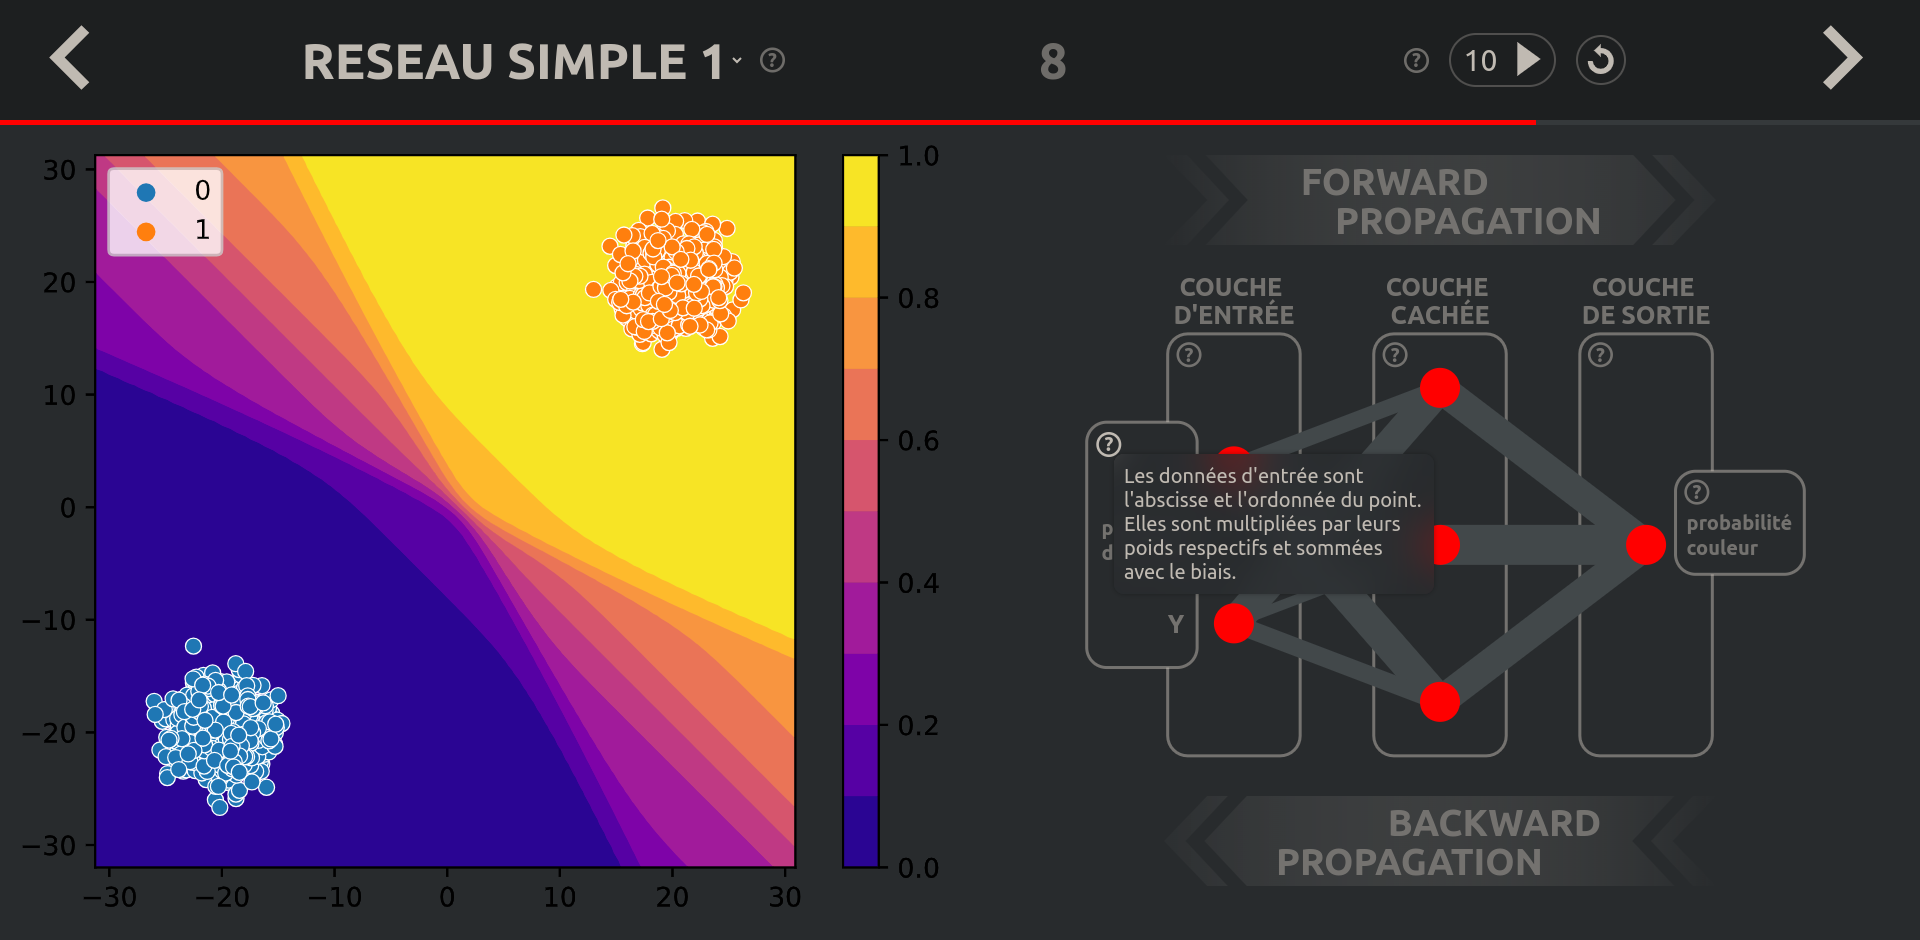 RESEAU SIMPLE 1
?
8
?
10
30
20
10
0
−10
−20
−30
−30
−20
−10
0
10
20
30
0
1
1.0
0.8
0.6
0.4
0.2
0.0
FORWARD
PROPAGATION
COUCHE
D'ENTRÉE
COUCHE
CACHÉE
COUCHE
DE SORTIE
?
?
?
?
Les données d'entrée sont
l'abscisse et l'ordonnée du point.
Elles sont multipliées par leurs
poids respectifs et sommées
avec le biais.
Y
?
probabilité
couleur
BACKWARD
PROPAGATION